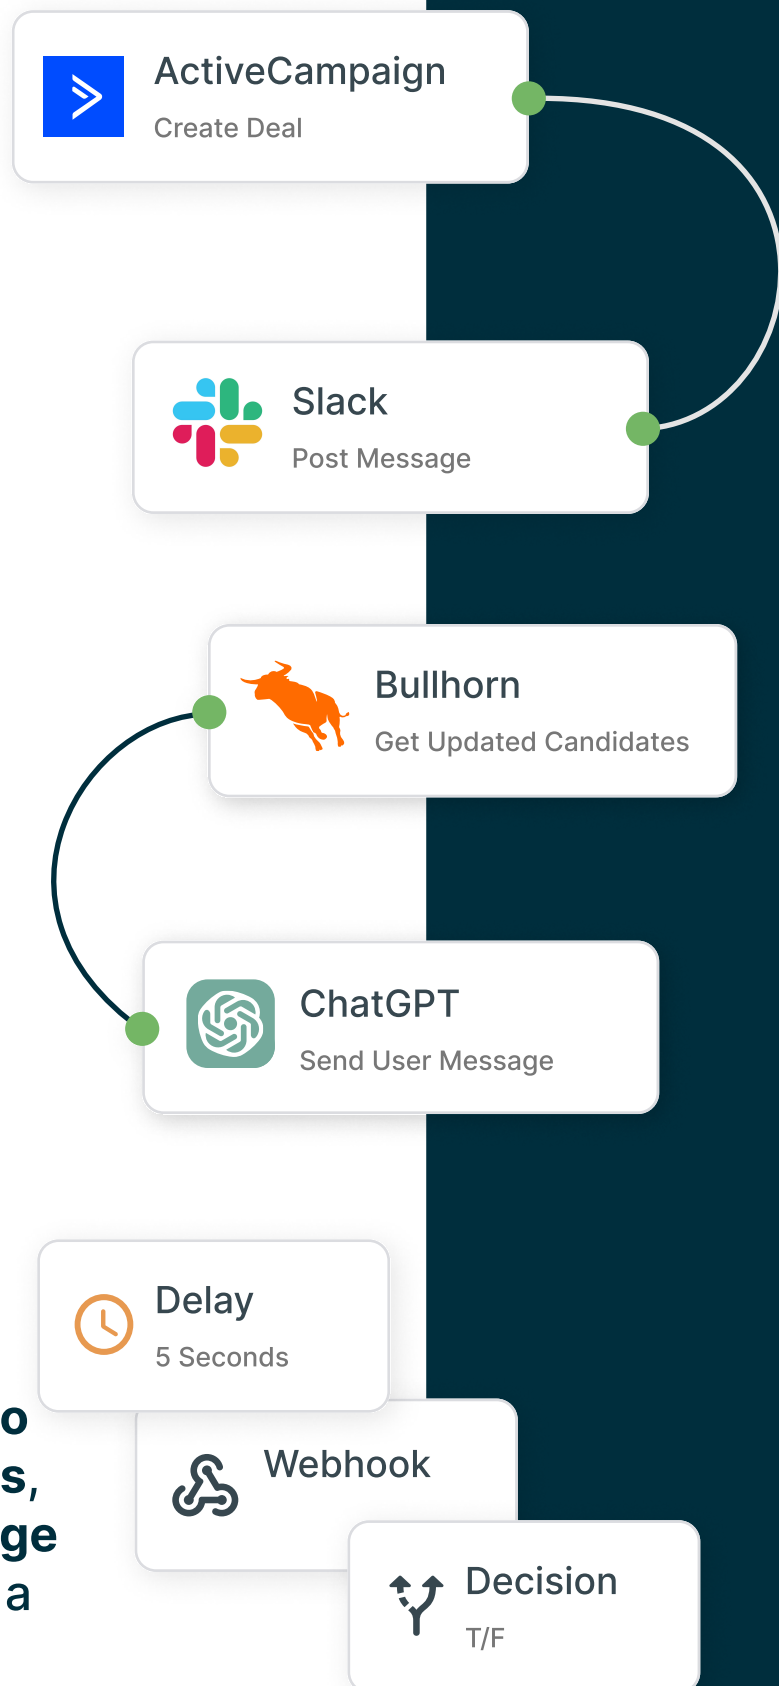 ActiveCampaign
Create Deal
Slack
Post Message
Bullhorn
Get Updated Candidates
ChatGPT
Send User Message
Delay
5 Seconds
o
s,
ge
a
Webhook
Decision
T/F